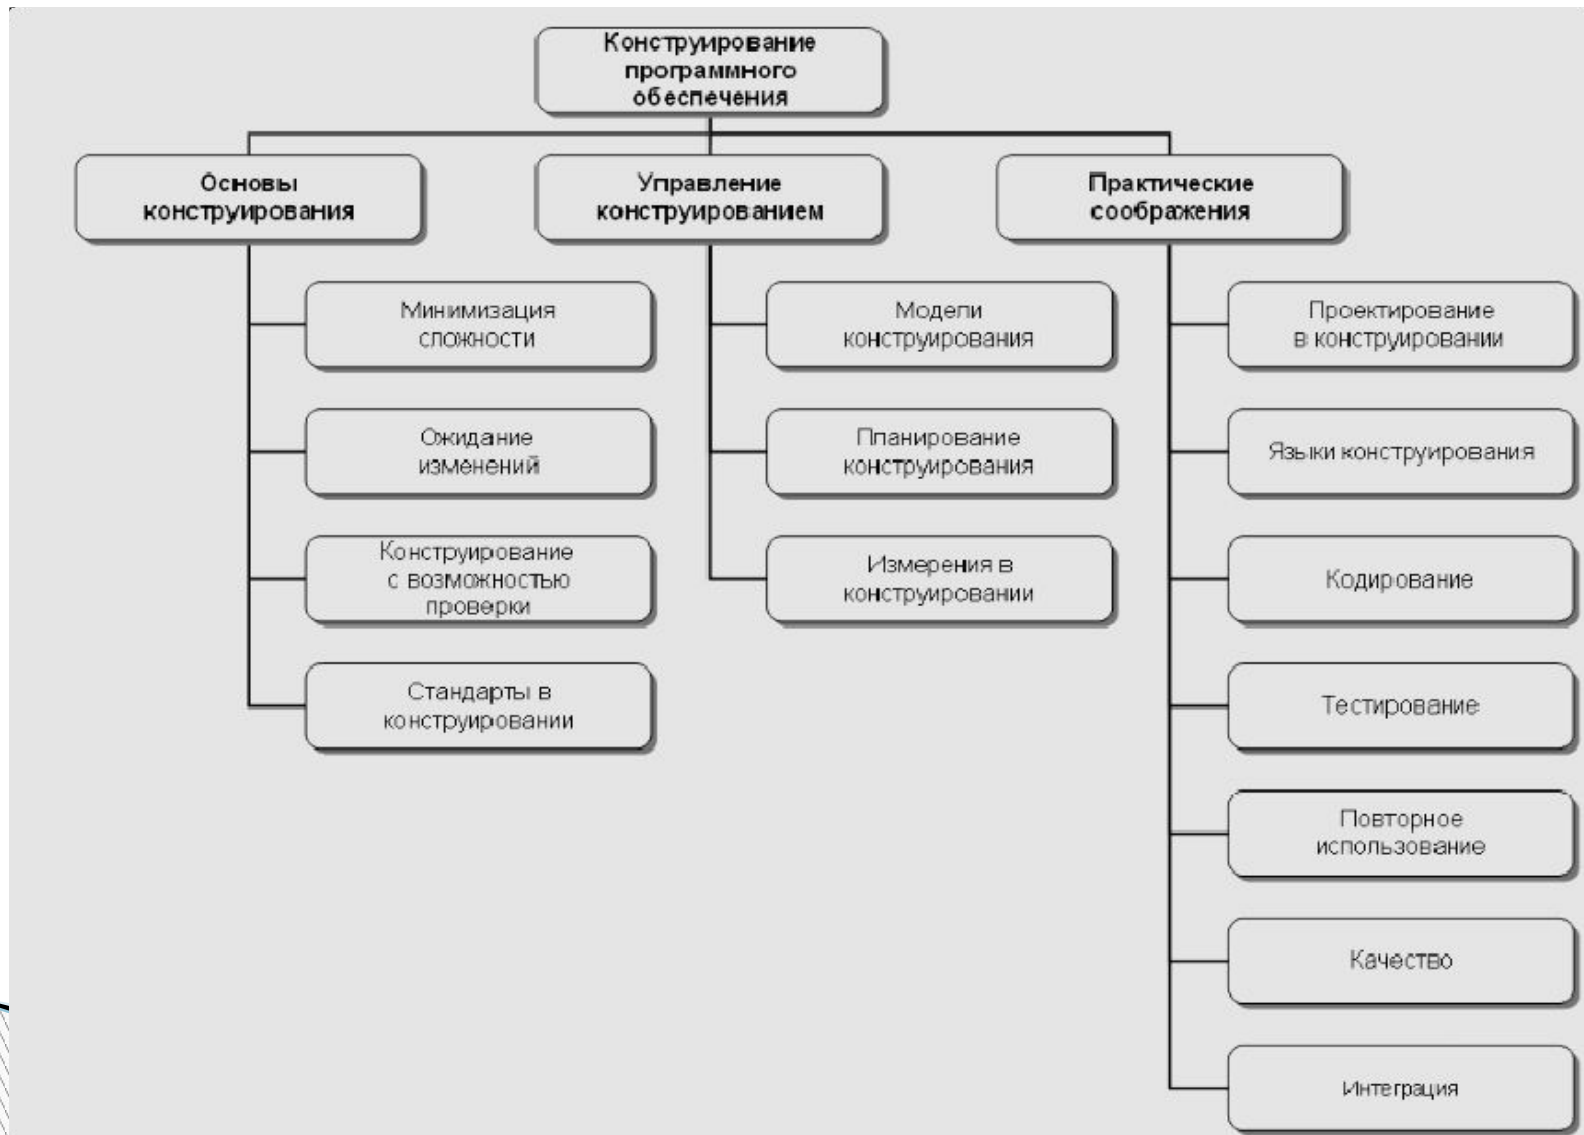 Конструирование
программного
обеспечения
Основы
конструирования
Управление
конструированием
Практические
соображения
Минимизация
сложности
Ожидание
изменений
Конструирование
с возможностью
проверки
Стандарты в
конструировании
Модели
конструирования
Планирование
конструирования
Измерения в
конструировании
Проектирование
в конструировании
Языки конструирования
Кодирование
Тестирование
Повторное
использование
Качество
Интеграция